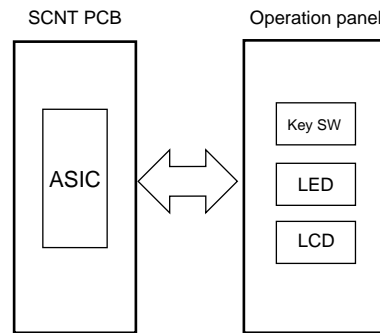 SCNT PCB
Operation panel
ASIC
Key SW
LED
LCD